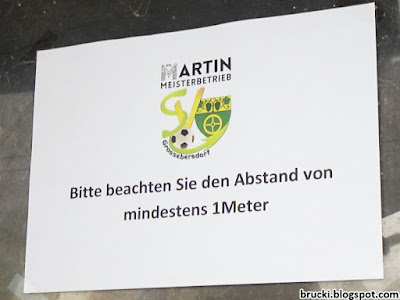 MARTIN
MEISTERBETRIEB
SV
Grossebersdorf
Bitte beachten Sie den Abstand von
mindestens 1Meter
brucki.blogspot.com